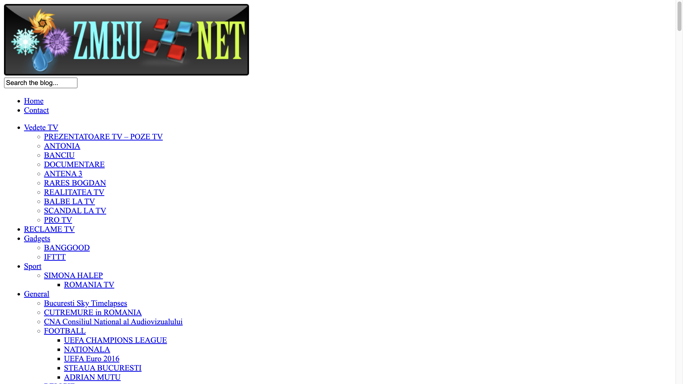 ZMEU NET
Search the blog...
Home
Contact
Vedete TV
PREZENTATOARE TV – POZE TV
ANTONIA
BANCIU
DOCUMENTARE
ANTENA 3
RARES BOGDAN
REALITATEA TV
BALBE LA TV
SCANDAL LA TV
PRO TV
RECLAME TV
Gadgets
BANGGOOD
IFTTT
Sport
SIMONA HALEP
ROMANIA TV
General
Bucuresti Sky Timelapses
CUTREMURE in ROMANIA
CNA Consiliul National al Audiovizualului
FOOTBALL
UEFA CHAMPIONS LEAGUE
NATIONALA
UEFA Euro 2016
STEAUA BUCURESTI
ADRIAN MUTU